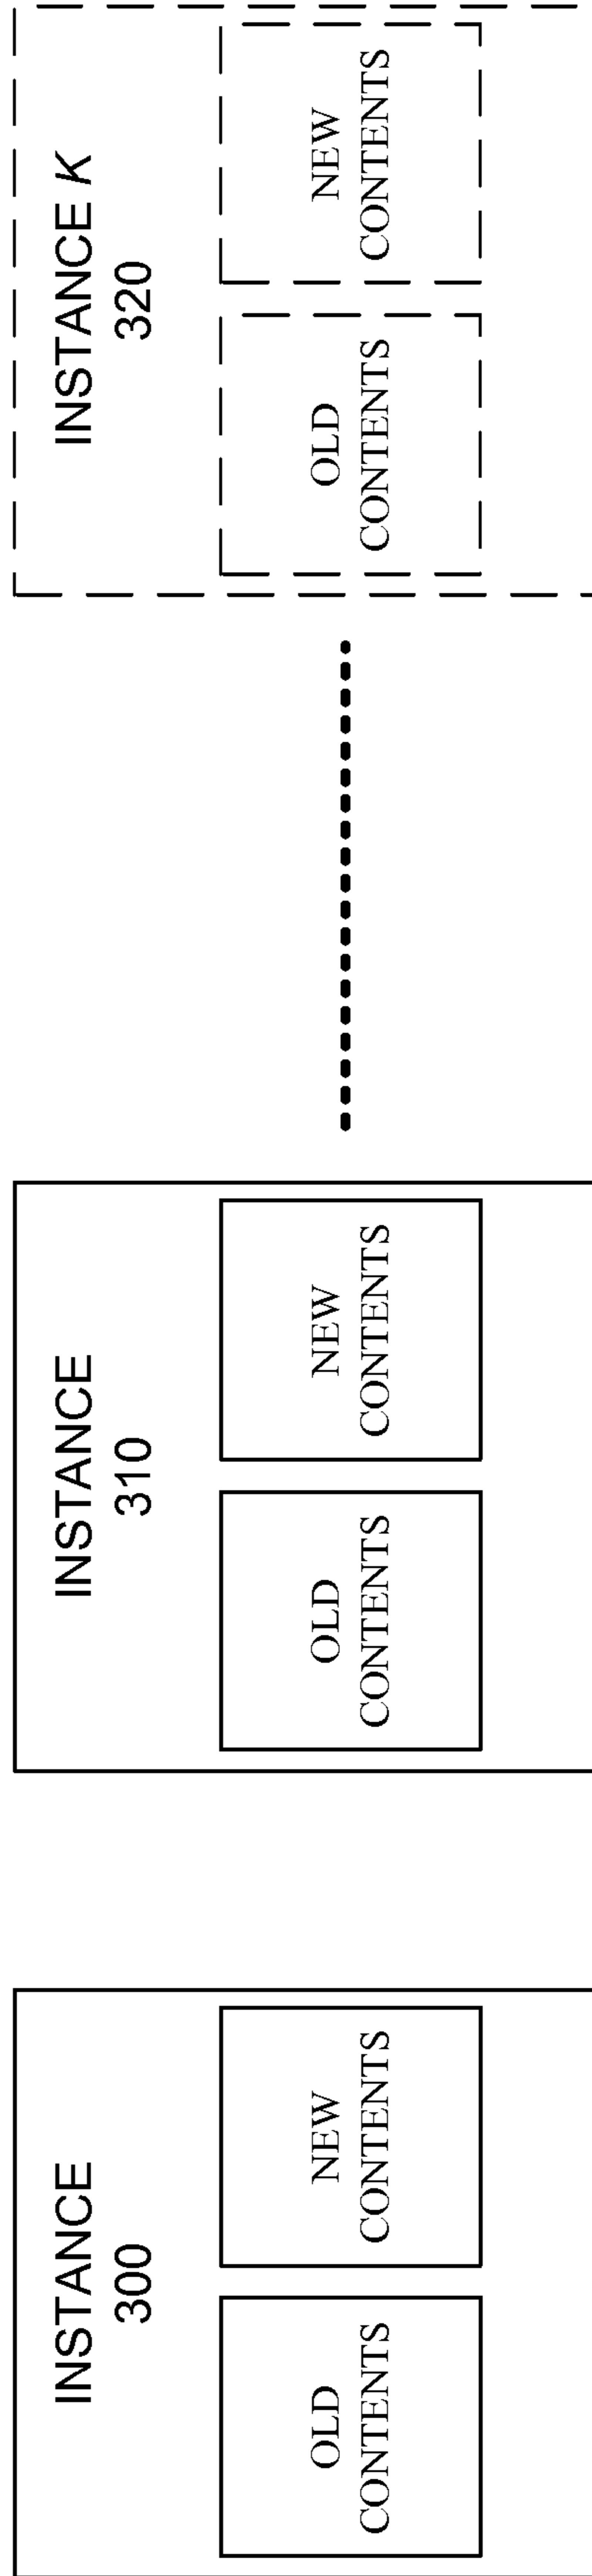 INSTANCE
300
OLD
CONTENTS
NEW
CONTENTS
INSTANCE
310
OLD
CONTENTS
NEW
CONTENTS
INSTANCE K
320
OLD
CONTENTS
NEW
CONTENTS